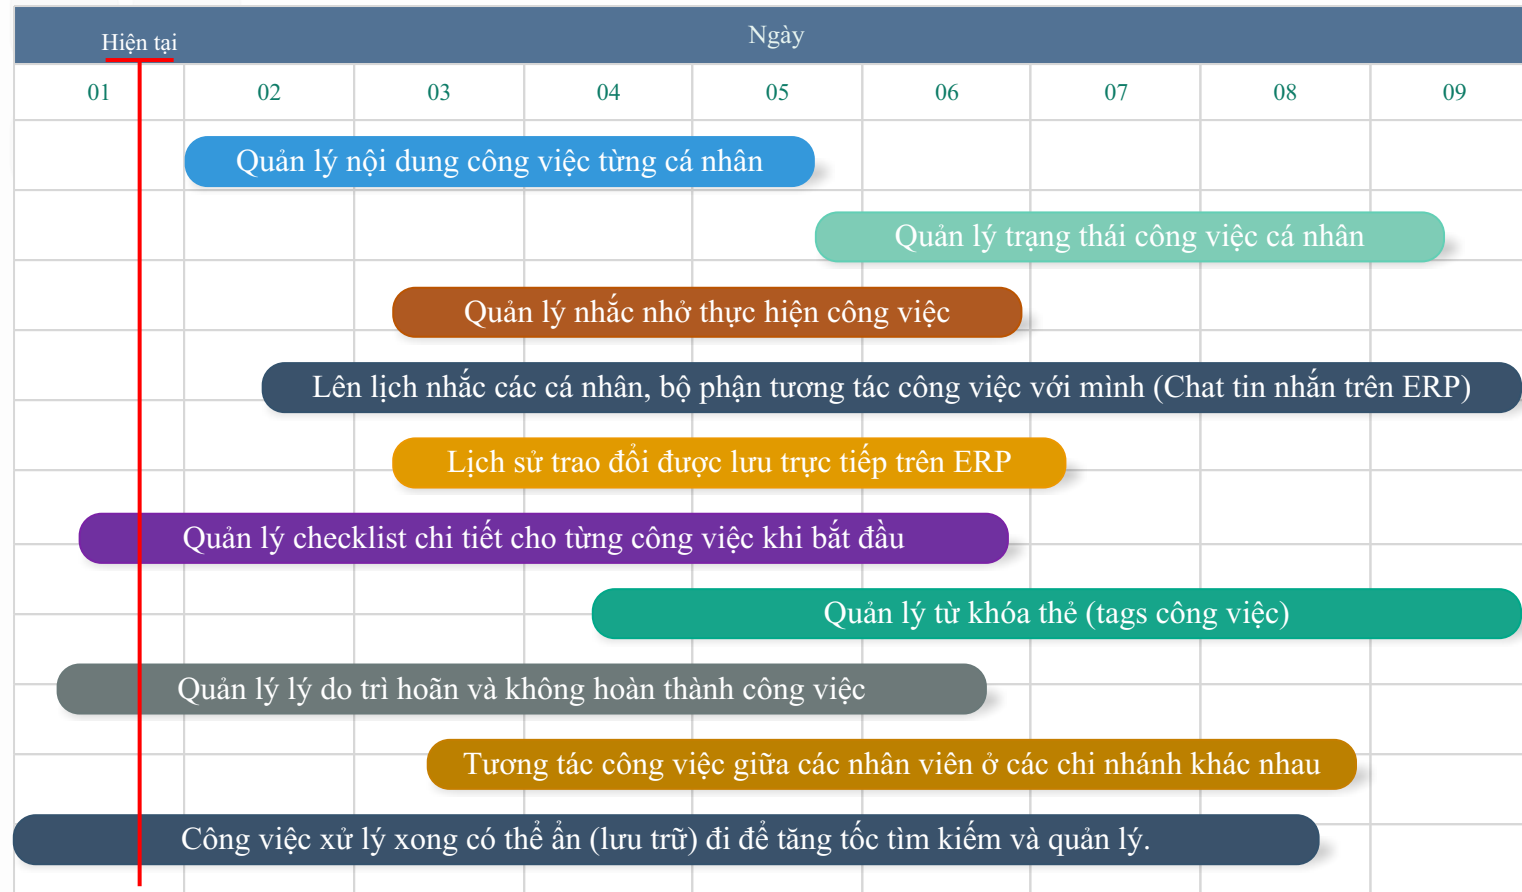 Hiện tại
Ngày
01 02 03 04 05 06 07 08 09
Quản lý nội dung công việc từng cá nhân
Quản lý trạng thái công việc cá nhân
Quản lý nhắc nhở thực hiện công việc
Lên lịch nhắc các cá nhân, bộ phận tương tác công việc với mình (Chat tin nhắn trên ERP)
Lịch sử trao đổi được lưu trực tiếp trên ERP
Quản lý checklist chi tiết cho từng công việc khi bắt đầu
Quản lý từ khóa thẻ (tags công việc)
Quản lý lý do trì hoãn và không hoàn thành công việc
Tương tác công việc giữa các nhân viên ở các chi nhánh khác nhau
Công việc xử lý xong có thể ẩn (lưu trữ) đi để tăng tốc tìm kiếm và quản lý.